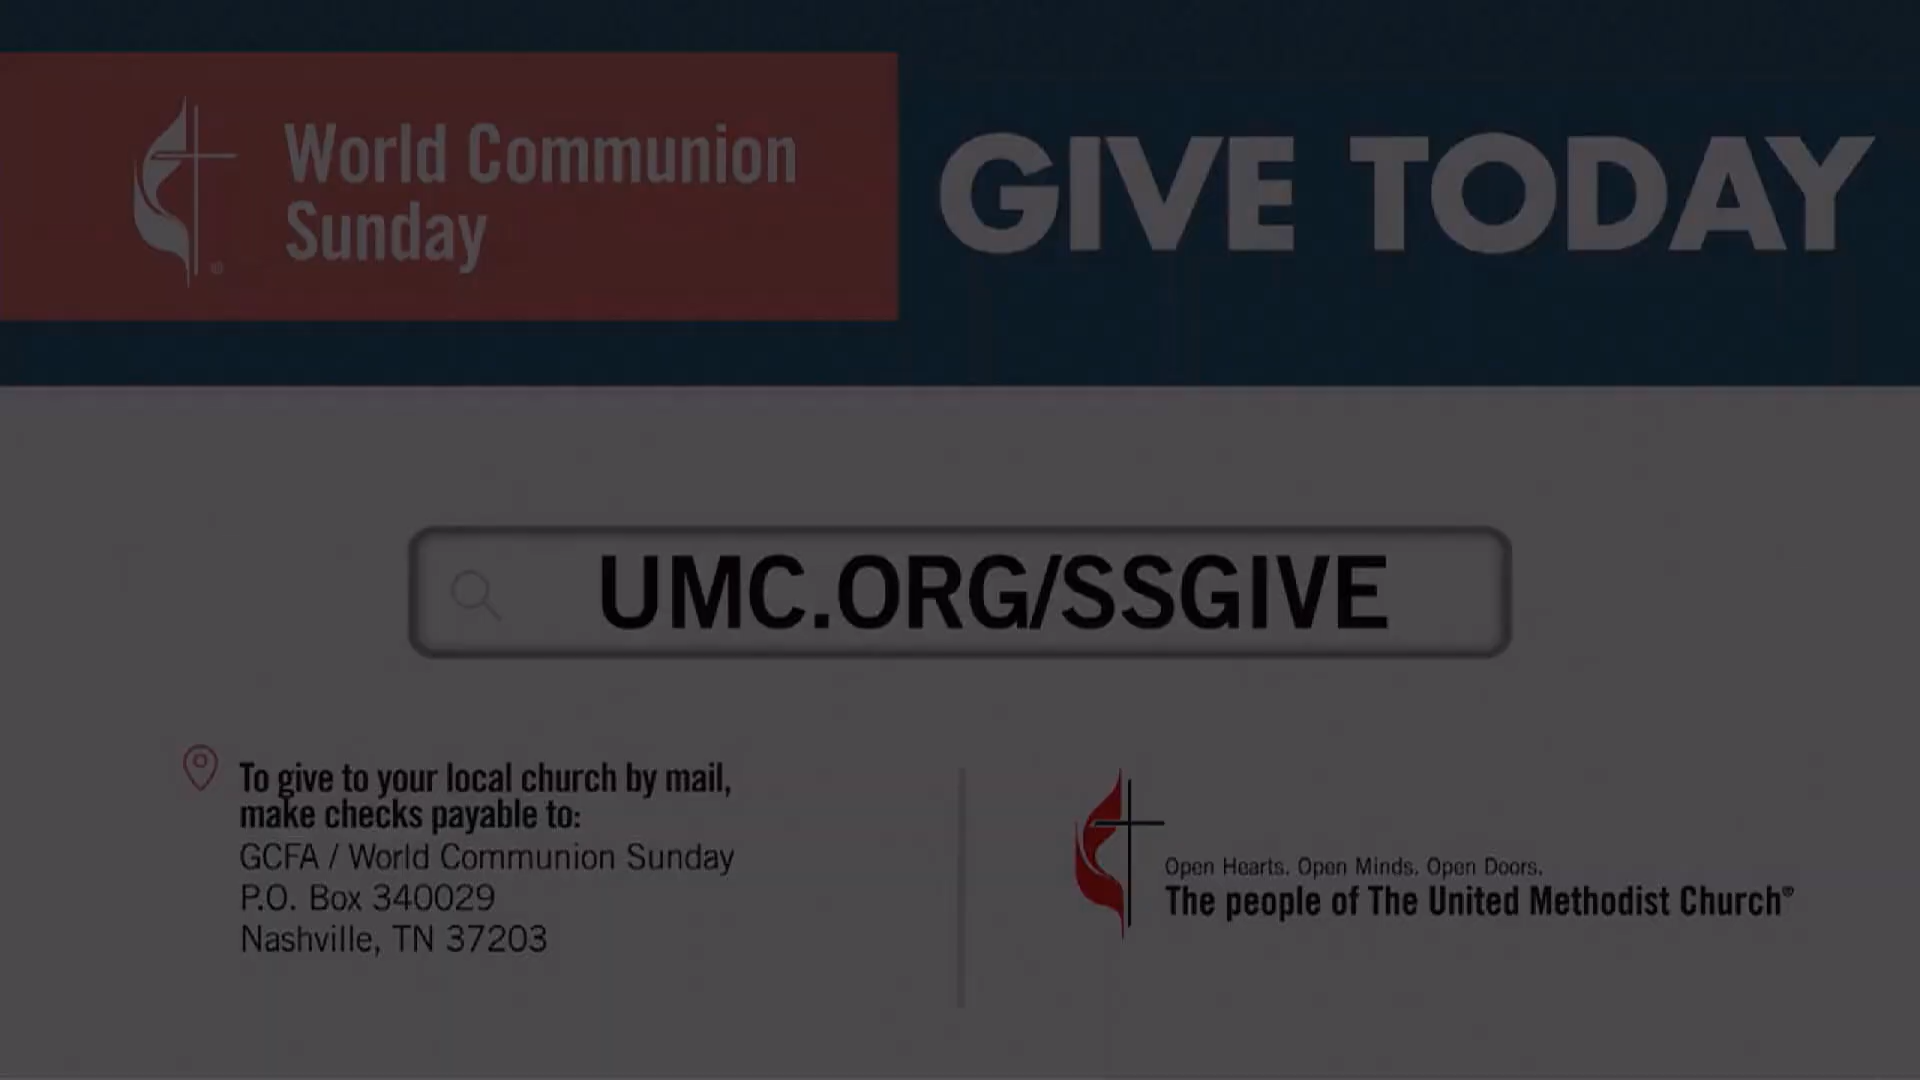 World Communion
Sunday
GIVE TODAY
UMC.ORG/SSGIVE
To give to your local church by mail,
make checks payable to:
GCFA / World Communion Sunday
P.O. Box 340029
Nashville, TN 37203
Open Hearts. Open Minds. Open Doors.
The people of The United Methodist Church®